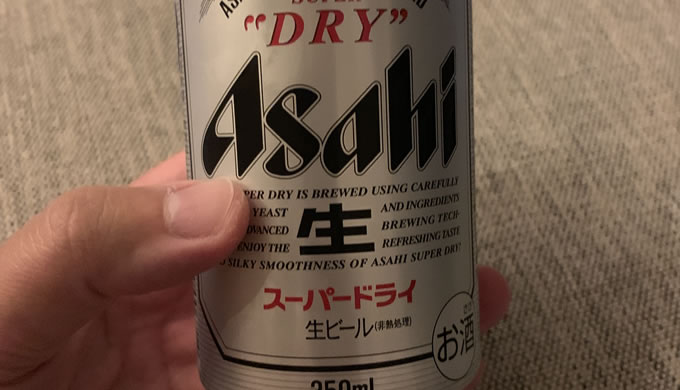 "DRY"
Asahi
PER DRY IS BREWED USING CAREFULLY
YEAST AND INGREDIENTS
ADVANCED BREWING TECH-
ENJOY THE REFRESHING TASTE
生
SILKY SMOOTHNESS OF ASAHI SUPER DRY.
スーパードライ
生ビール(非熱処理)
お酒
350ml